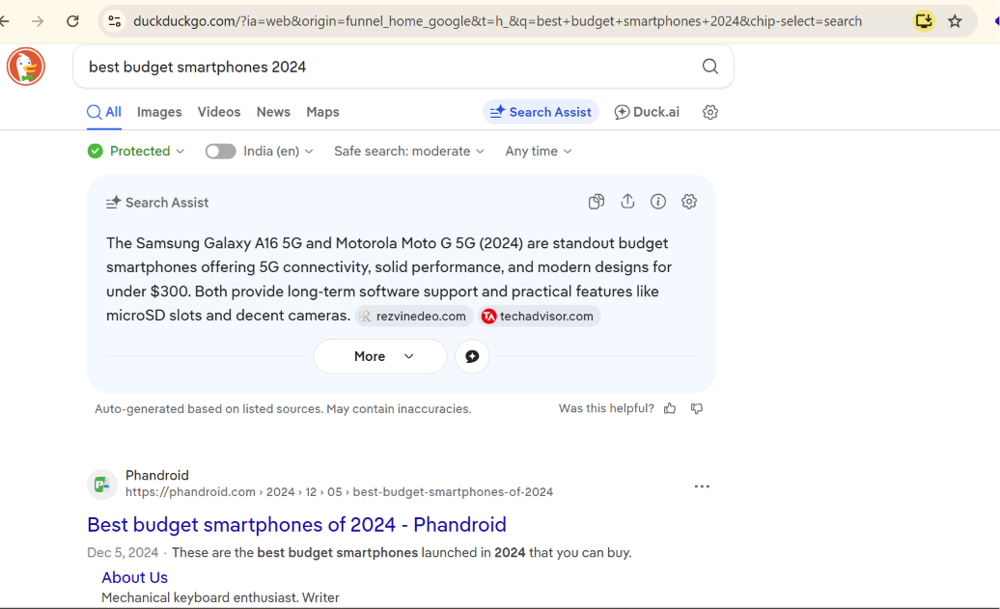 duckduckgo.com/?ia=web&origin=funnel_home_google&t=h_&q=best+budget+smartphones+2024&chip-select=search
best budget smartphones 2024
All Images Videos News Maps Search Assist Duck.ai
Protected India (en) Safe search: moderate Any time
Search Assist
The Samsung Galaxy A16 5G and Motorola Moto G 5G (2024) are standout budget
smartphones offering 5G connectivity, solid performance, and modern designs for
under $300. Both provide long-term software support and practical features like
microSD slots and decent cameras. R rezvinedeo.com TA techadvisor.com
More
Auto-generated based on listed sources. May contain inaccuracies. Was this helpful?
Phandroid
https://phandroid.com › 2024 › 12 › 05 › best-budget-smartphones-of-2024
Best budget smartphones of 2024 - Phandroid
Dec 5, 2024 · These are the best budget smartphones launched in 2024 that you can buy.
About Us
Mechanical keyboard enthusiast. Writer